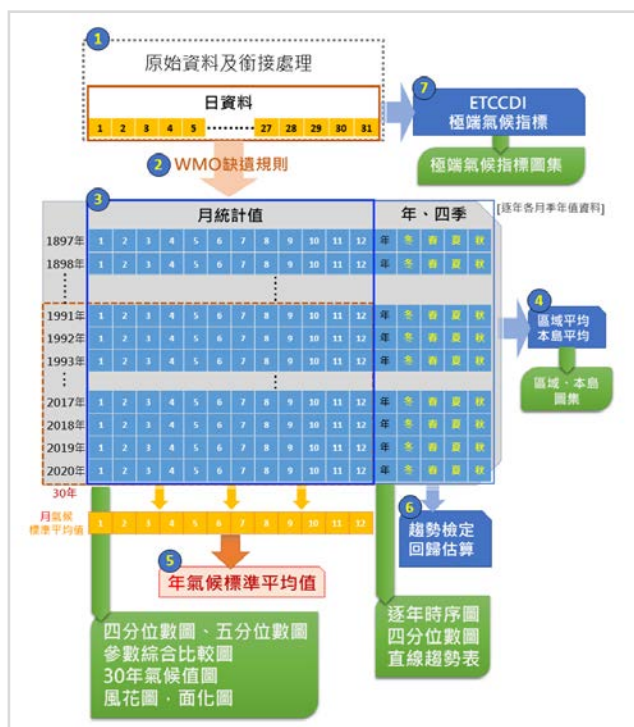 1
原始資料及銜接處理
日資料
1 2 3 4 5 ········· 27 28 29 30 31
7
ETCCDI
極端氣候指標
極端氣候指標圖集
2 WMO缺遺規則
3
月統計值 年、四季
[逐年各月季年值資料]
1897年 1 2 3 4 5 6 7 8 9 10 11 12 年 冬 春 夏 秋
1898年 1 2 3 4 5 6 7 8 9 10 11 12 年 冬 春 夏 秋
1991年 1 2 3 4 5 6 7 8 9 10 11 12 年 冬 春 夏 秋
1992年 1 2 3 4 5 6 7 8 9 10 11 12 年 冬 春 夏 秋
1993年 1 2 3 4 5 6 7 8 9 10 11 12 年 冬 春 夏 秋
2017年 1 2 3 4 5 6 7 8 9 10 11 12 年 冬 春 夏 秋
2018年 1 2 3 4 5 6 7 8 9 10 11 12 年 冬 春 夏 秋
2019年 1 2 3 4 5 6 7 8 9 10 11 12 年 冬 春 夏 秋
2020年 1 2 3 4 5 6 7 8 9 10 11 12 年 冬 春 夏 秋
4
區域平均
本島平均
區域、本島
圖集
30年
月氣候
標準平均值
1 2 3 4 5 6 7 8 9 10 11 12
5
年氣候標準平均值
6
趨勢檢定
回歸估算
四分位數圖、五分位數圖
參數綜合比較圖
30年氣候值圖
風花圖．面化圖
逐年時序圖
四分位數圖
直線趨勢表